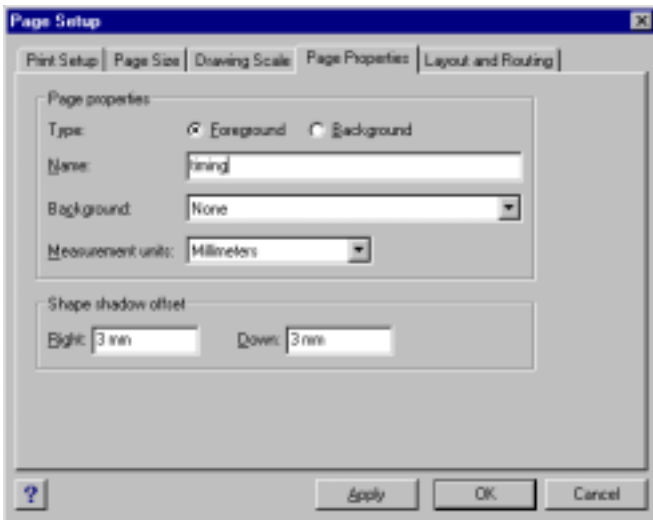 Page Setup
Print Setup Page Size Drawing Scale Page Properties Layout and Routing
Page properties
Type: Foreground Background
Name: timing
Background: None
Measurement units: Millimeters
Shape shadow offset
Right: 3 mm Down: 3 mm
? Apply OK Cancel